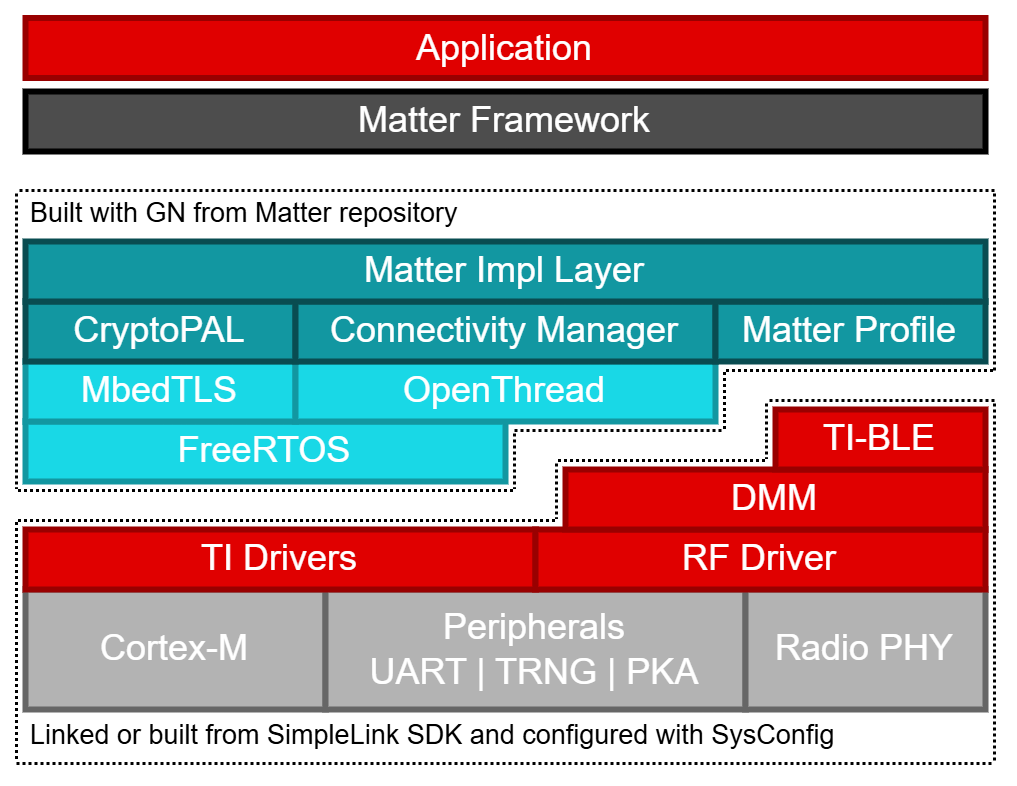 Application
Matter Framework
Built with GN from Matter repository
Matter Impl Layer
CryptoPAL
Connectivity Manager
Matter Profile
MbedTLS
OpenThread
FreeRTOS
TI-BLE
DMM
TI Drivers
RF Driver
Cortex-M
Peripherals
UART | TRNG | PKA
Radio PHY
Linked or built from SimpleLink SDK and configured with SysConfig